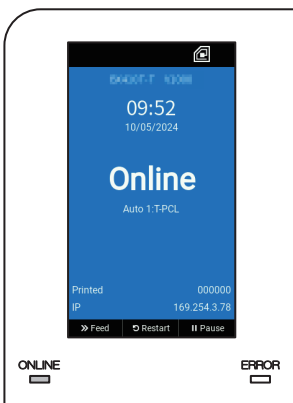 09:52
10/05/2024
Online
Auto 1:T-PCL
Printed 000000
IP 169.254.3.78
Feed Restart Pause
ONLINE ERROR